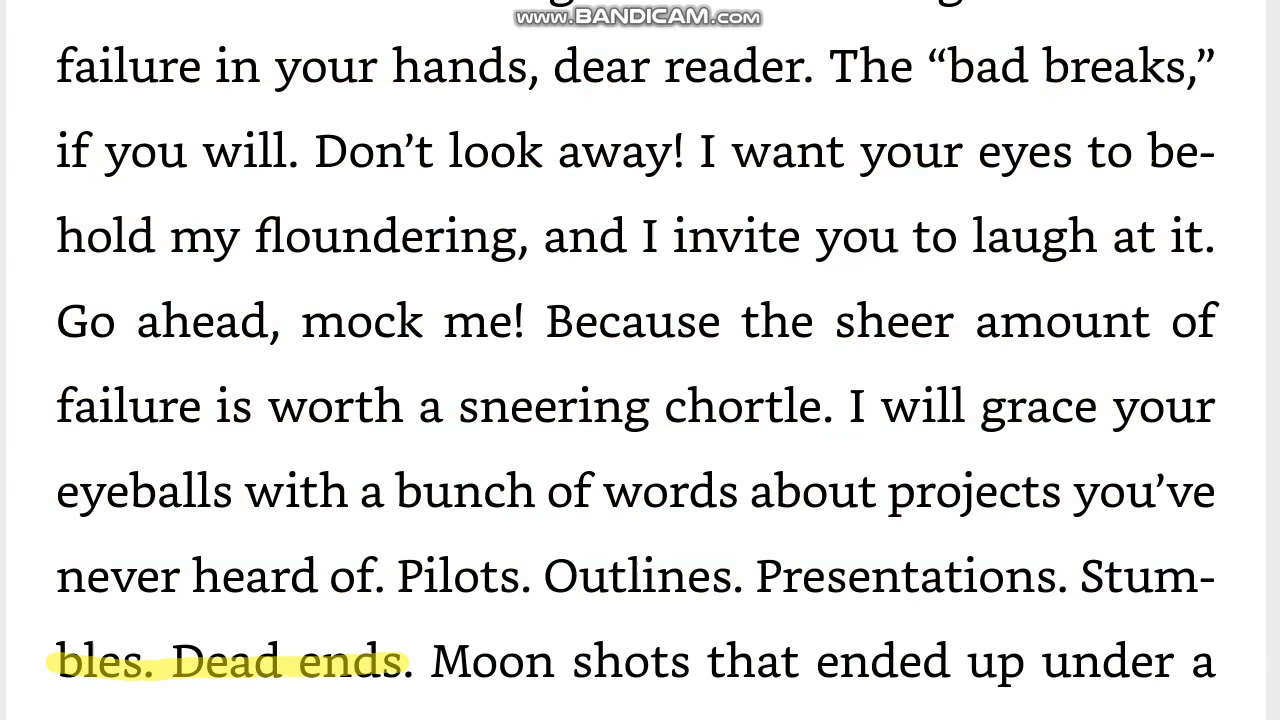 www.BANDICAM.com
failure in your hands, dear reader. The “bad breaks,”
if you will. Don’t look away! I want your eyes to be-
hold my floundering, and I invite you to laugh at it.
Go ahead, mock me! Because the sheer amount of
failure is worth a sneering chortle. I will grace your
eyeballs with a bunch of words about projects you’ve
never heard of. Pilots. Outlines. Presentations. Stum-
bles. Dead ends. Moon shots that ended up under a